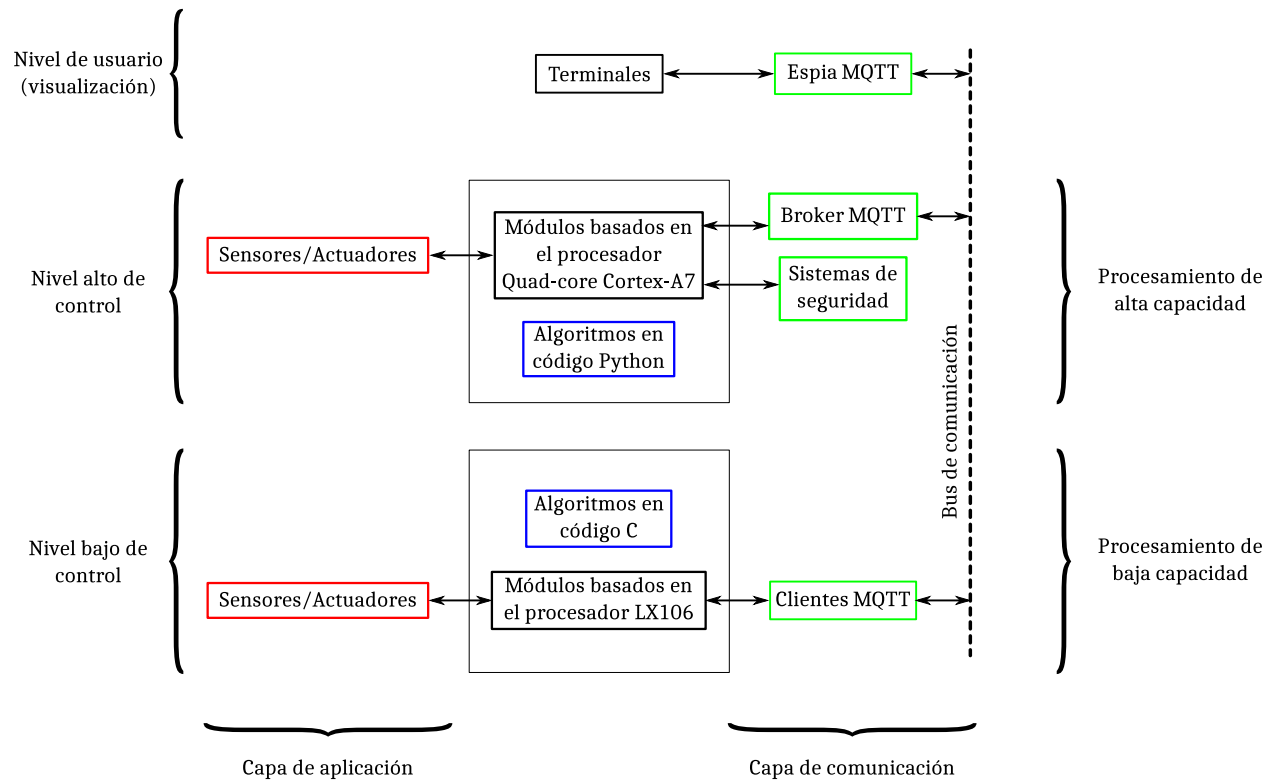 Nivel de usuario
(visualización)
Terminales
Espia MQTT
Nivel alto de
control
Sensores/Actuadores
Módulos basados en
el procesador
Quad-core Cortex-A7
Algoritmos en
código Python
Broker MQTT
Sistemas de
seguridad
Procesamiento de
alta capacidad
Bus de comunicación
Nivel bajo de
control
Sensores/Actuadores
Algoritmos en
código C
Módulos basados en
el procesador LX106
Clientes MQTT
Procesamiento de
baja capacidad
Capa de aplicación
Capa de comunicación